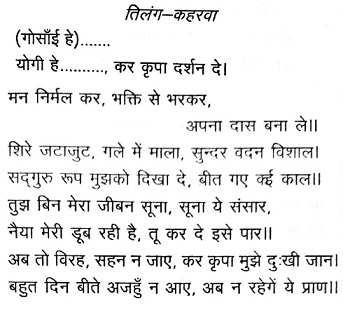 तिलंग–कहरवा
(गोसाँई हे).......
योगी हे.........., कर कृपा दर्शन दे।
मन निर्मल कर, भक्ति से भरकर,
अपना दास बना ले॥
शिरे जटाजुट, गले में माला, सुन्दर वदन विशाल।
सद्‌गुरु रूप मुझको दिखा दे, बीत गए कई काल॥
तुझ बिन मेरा जीबन सूना, सूना ये संसार,
नैया मेरी डूब रही है, तू कर दे इसे पार॥
अब तो विरह, सहन न जाए, कर कृपा मुझे दुःखी जान।
बहुत दिन बीते अजहुँ न आए, अब न रहेगें ये प्राण॥